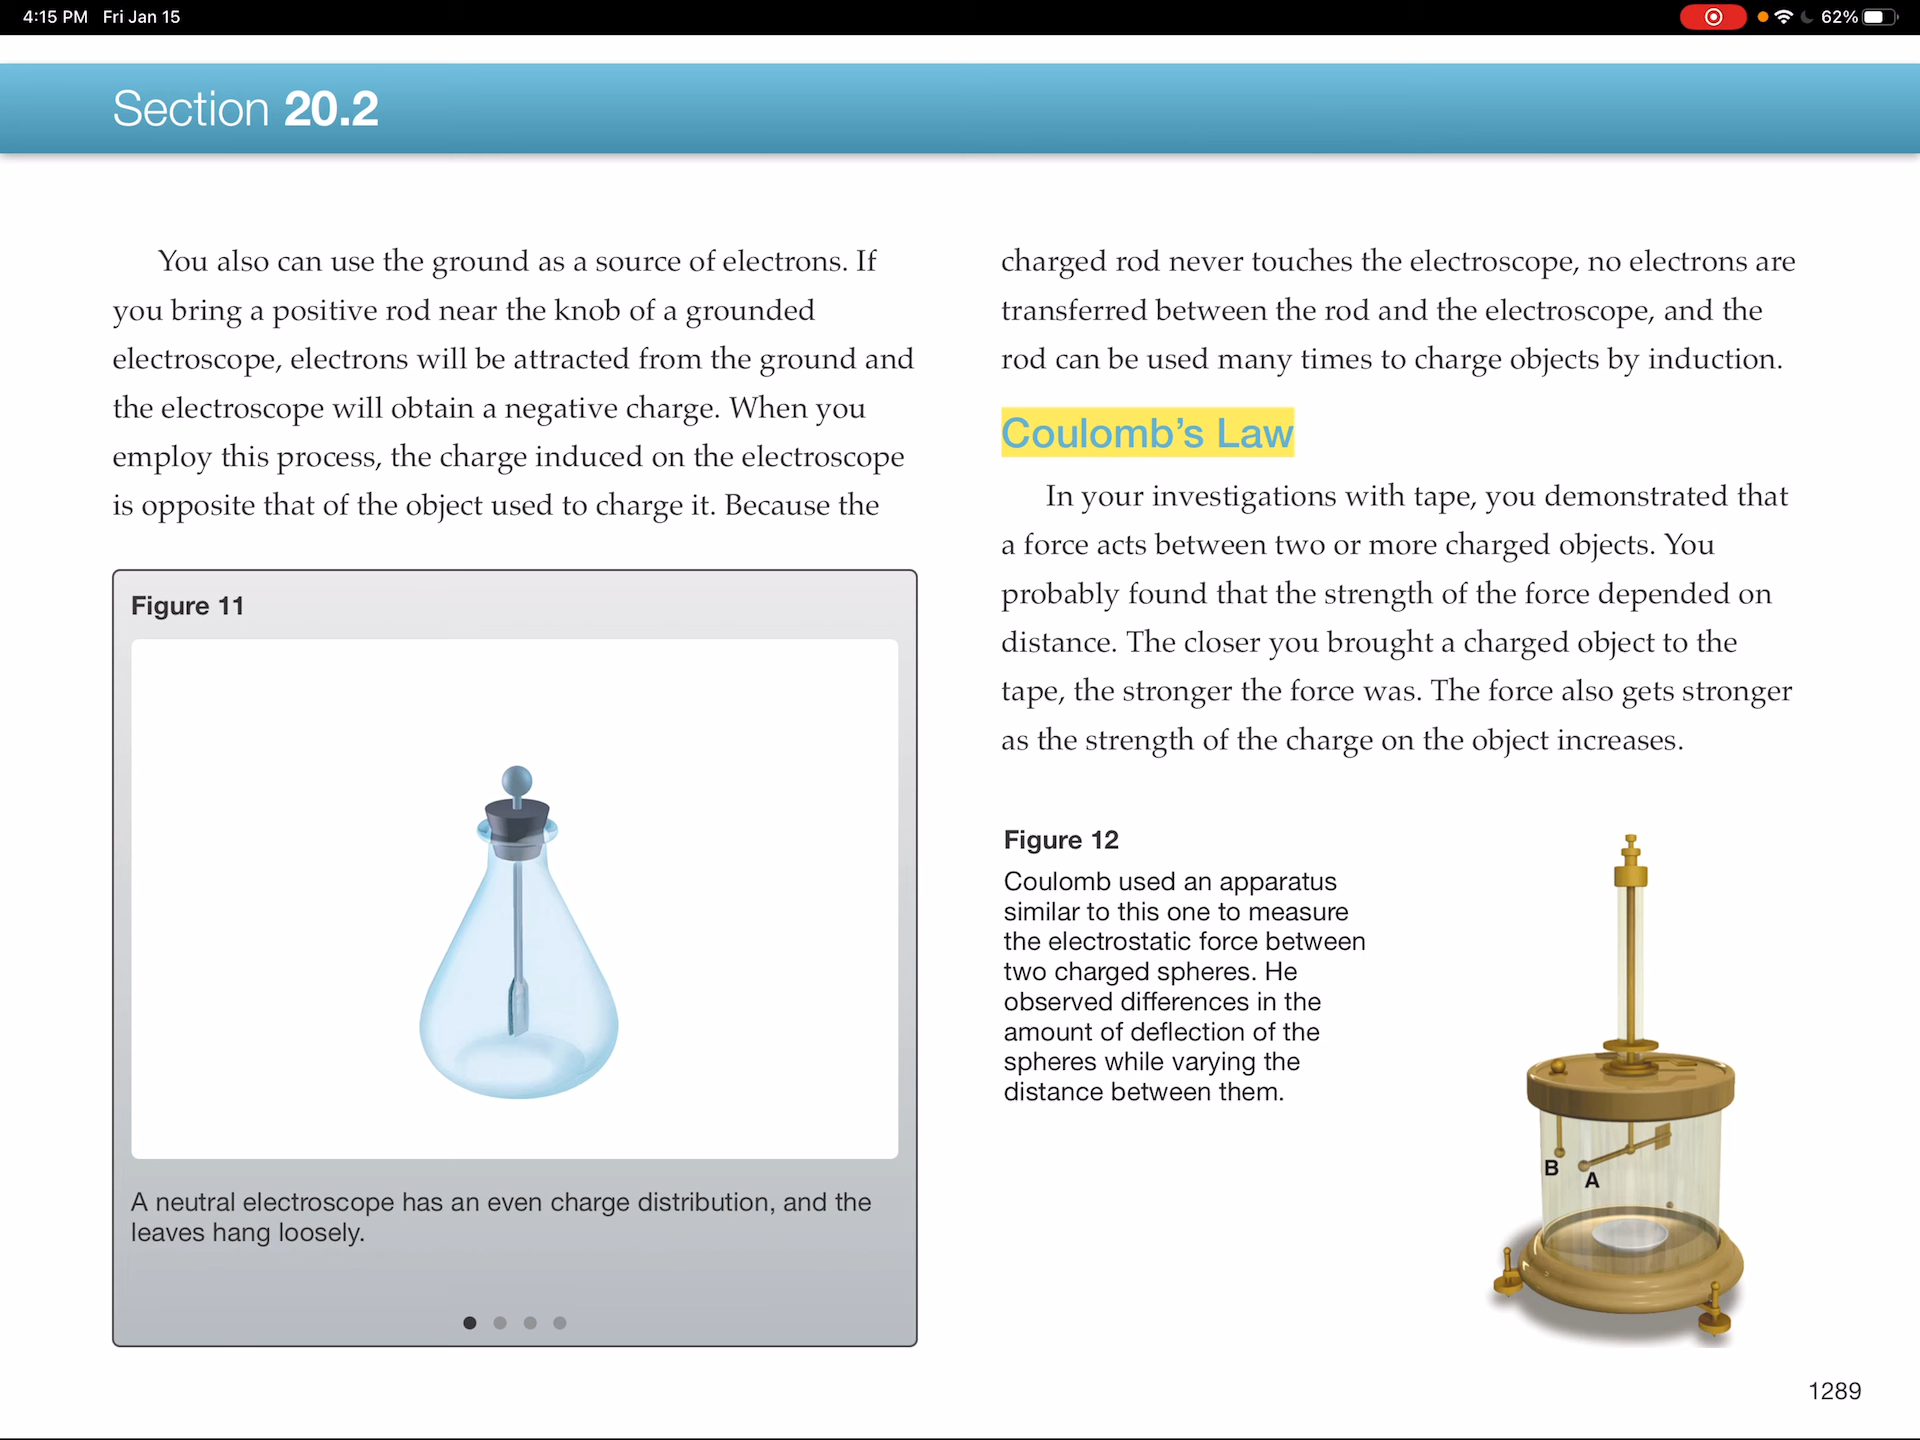 4:15 PM Fri Jan 15
62%
Section 20.2
You also can use the ground as a source of electrons. If
you bring a positive rod near the knob of a grounded
electroscope, electrons will be attracted from the ground and
the electroscope will obtain a negative charge. When you
employ this process, the charge induced on the electroscope
is opposite that of the object used to charge it. Because the
Figure 11
A neutral electroscope has an even charge distribution, and the
leaves hang loosely.
charged rod never touches the electroscope, no electrons are
transferred between the rod and the electroscope, and the
rod can be used many times to charge objects by induction.
Coulomb’s Law
In your investigations with tape, you demonstrated that
a force acts between two or more charged objects. You
probably found that the strength of the force depended on
distance. The closer you brought a charged object to the
tape, the stronger the force was. The force also gets stronger
as the strength of the charge on the object increases.
Figure 12
Coulomb used an apparatus
similar to this one to measure
the electrostatic force between
two charged spheres. He
observed differences in the
amount of deflection of the
spheres while varying the
distance between them.
B
A
1289